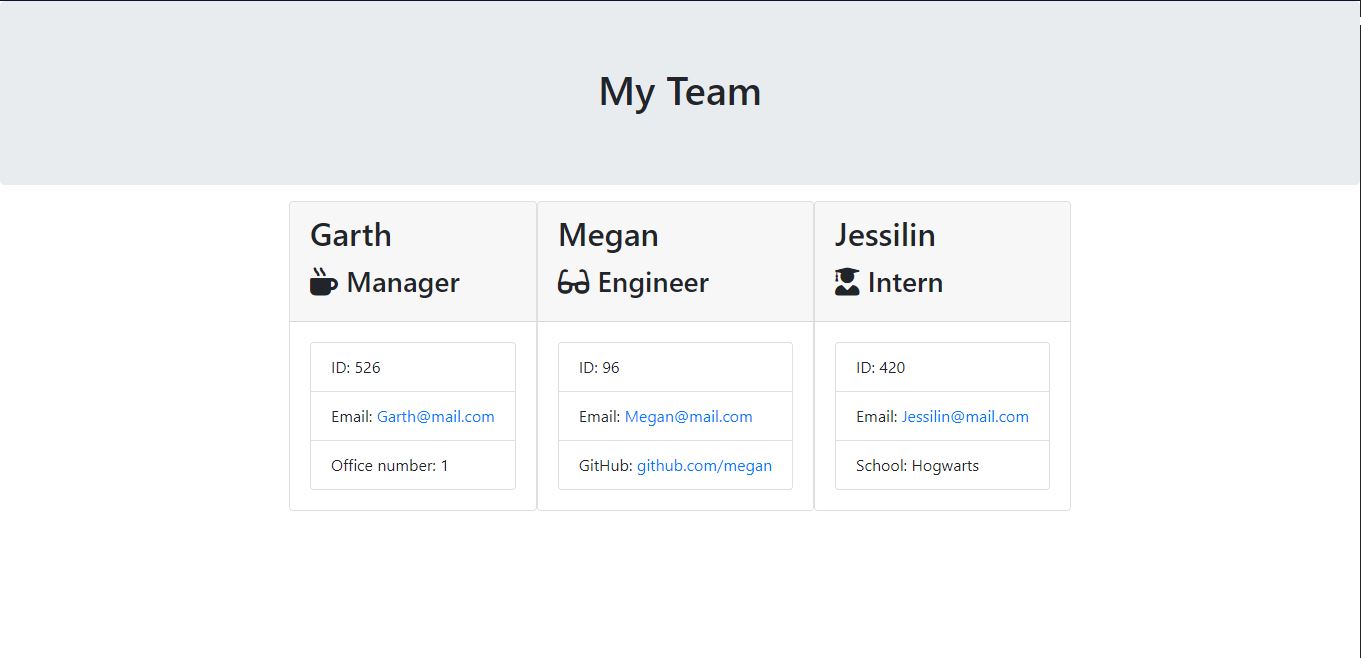 My Team
Garth
Manager
ID: 526
Email: Garth@mail.com
Office number: 1
Megan
Engineer
ID: 96
Email: Megan@mail.com
GitHub: github.com/megan
Jessilin
Intern
ID: 420
Email: Jessilin@mail.com
School: Hogwarts